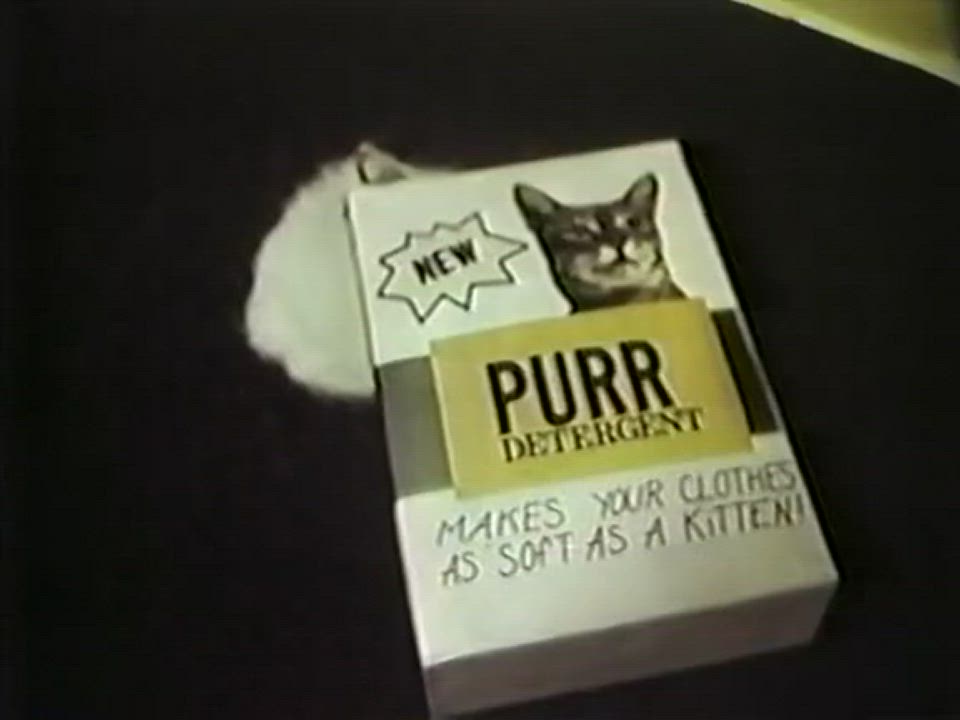 NEW
PURR
DETERGENT
MAKES YOUR CLOTHES
AS SOFT AS A KITTEN!